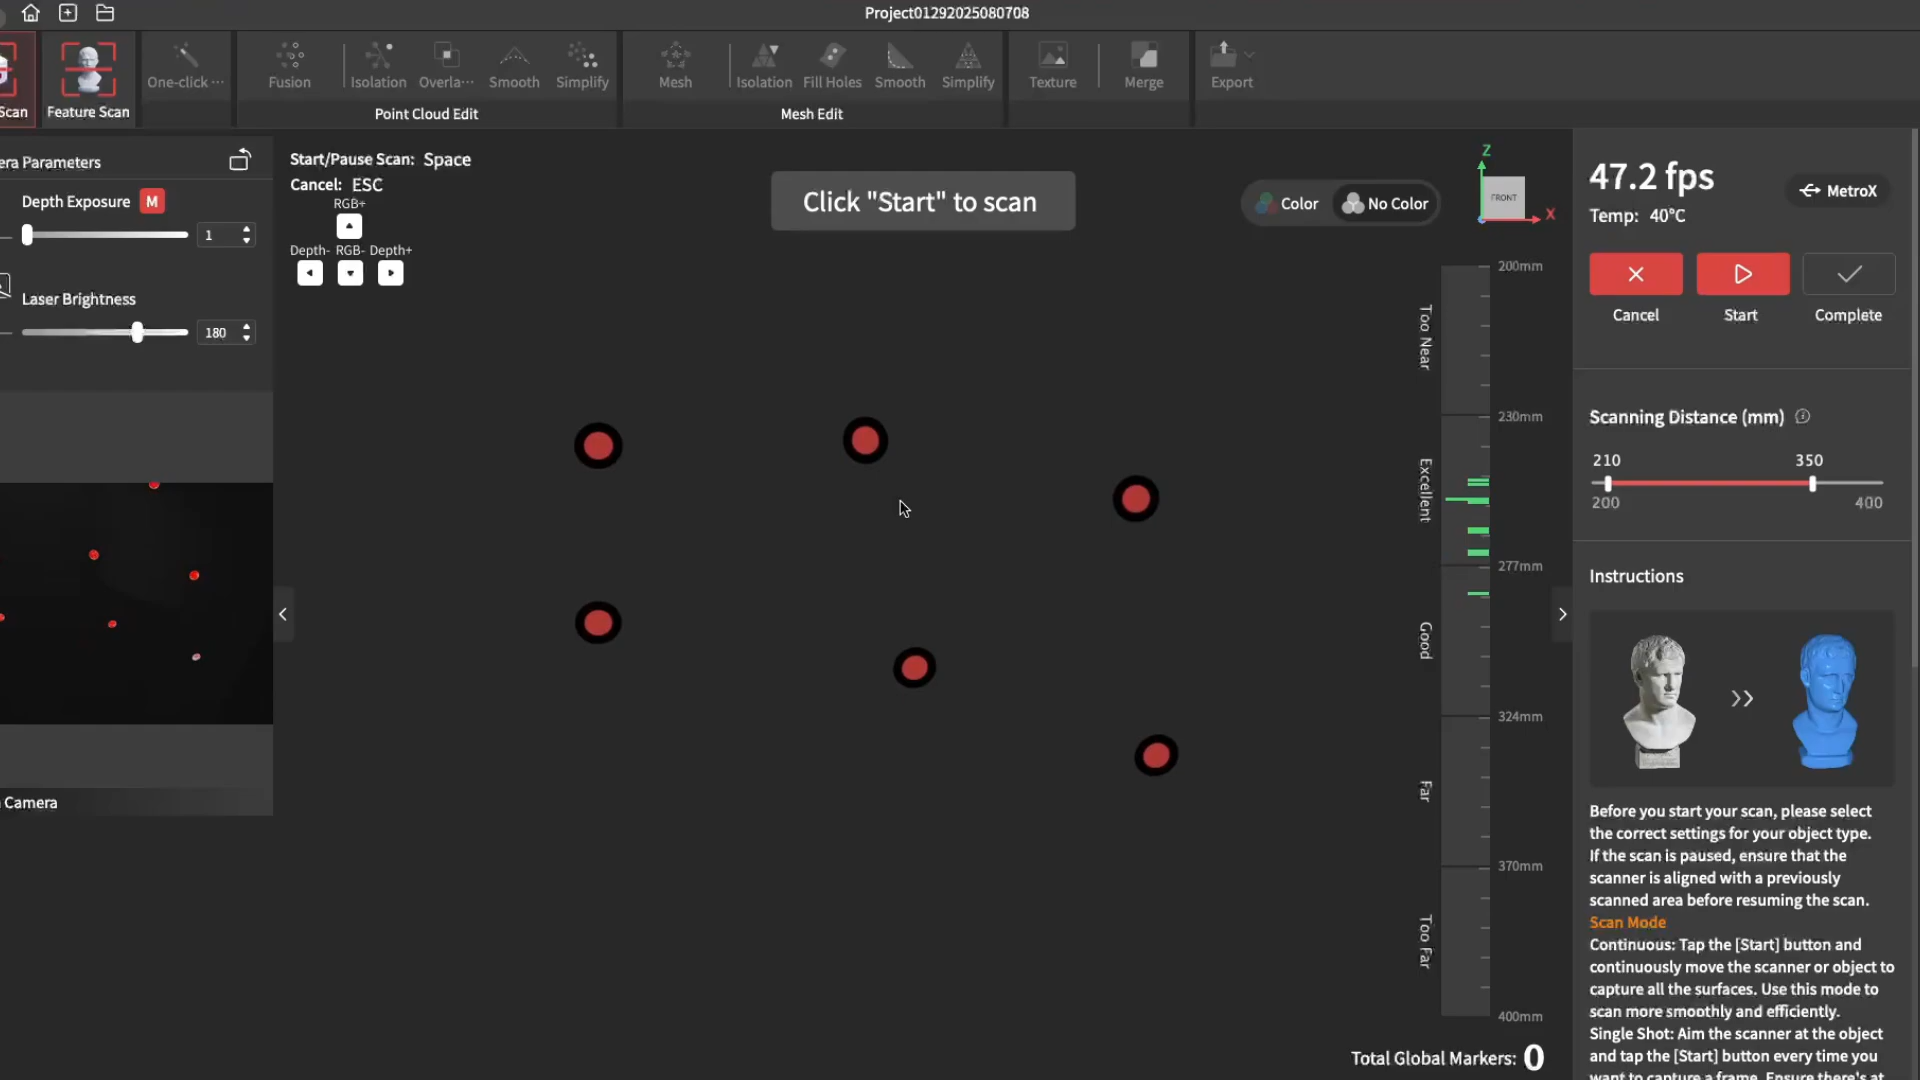 Project01292025080708
Scan
Feature Scan
One-click ···
Fusion
Isolation
Overla···
Smooth
Simplify
Point Cloud Edit
Mesh
Isolation
Fill Holes
Smooth
Simplify
Mesh Edit
Texture
Merge
Export
era Parameters
Depth Exposure M
1
Laser Brightness
180
Camera
Start/Pause Scan: Space
Cancel: ESC
RGB+
Depth- RGB- Depth+
Click "Start" to scan
Color
No Color
Z
FRONT
X
200mm
Too Near
230mm
Excellent
277mm
Good
324mm
Far
370mm
Too Far
400mm
Total Global Markers: 0
47.2 fps
MetroX
Temp: 40°C
Cancel
Start
Complete
Scanning Distance (mm)
210 350
200 400
Instructions
Before you start your scan, please select
the correct settings for your object type.
If the scan is paused, ensure that the
scanner is aligned with a previously
scanned area before resuming the scan.
Scan Mode
Continuous: Tap the [Start] button and
continuously move the scanner or object to
capture all the surfaces. Use this mode to
scan more smoothly and efficiently.
Single Shot: Aim the scanner at the object
and tap the [Start] button every time you
want to capture a frame. Ensure there's at